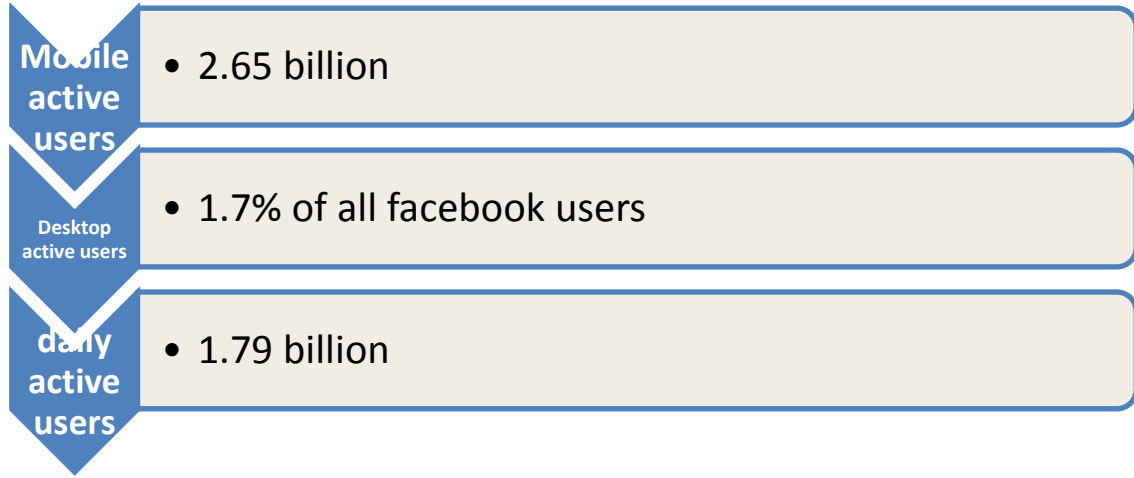 Mobile
active
users
• 2.65 billion
Desktop
active users
• 1.7% of all facebook users
daily
active
users
• 1.79 billion